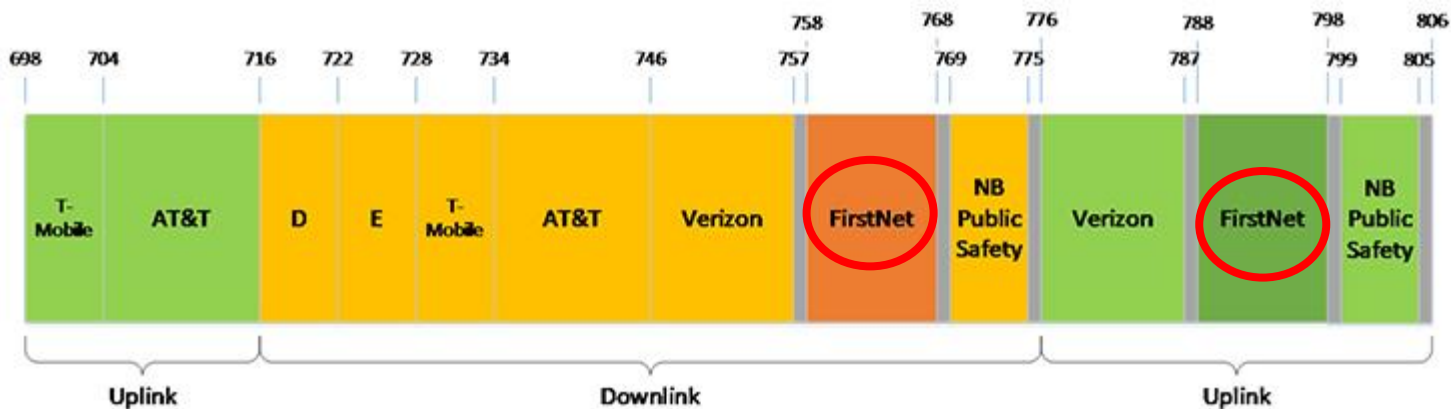 758 768 776 788 798 806
698 704 716 722 728 734 746 757 769 775 787 799 805
T-
Mobile
AT&T
D
E
T-
Mobile
AT&T
Verizon
FirstNet
NB
Public
Safety
Verizon
FirstNet
NB
Public
Safety
Uplink
Downlink
Uplink